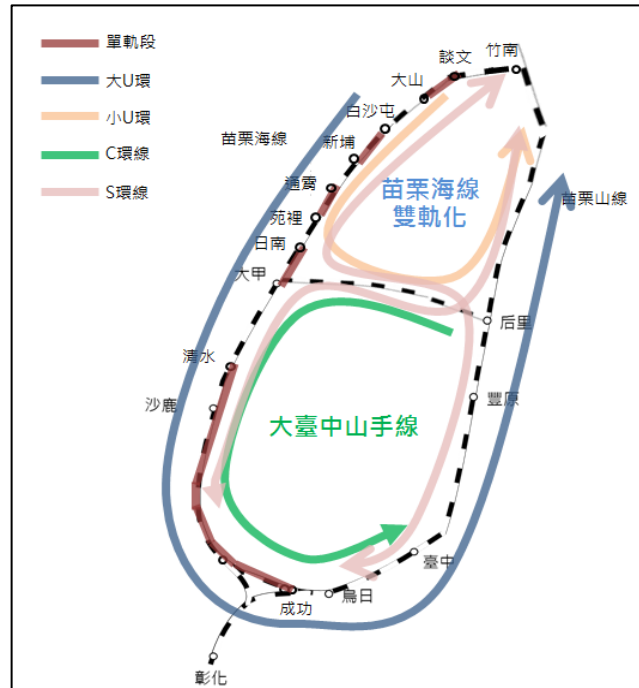 單軌段
大U環
小U環
C環線
S環線
竹南
談文
大山
白沙屯
苗栗海線
新埔
通霄
苑裡
日南
大甲
苗栗海線
雙軌化
苗栗山線
后里
清水
沙鹿
豐原
大臺中山手線
臺中
烏日
成功
彰化